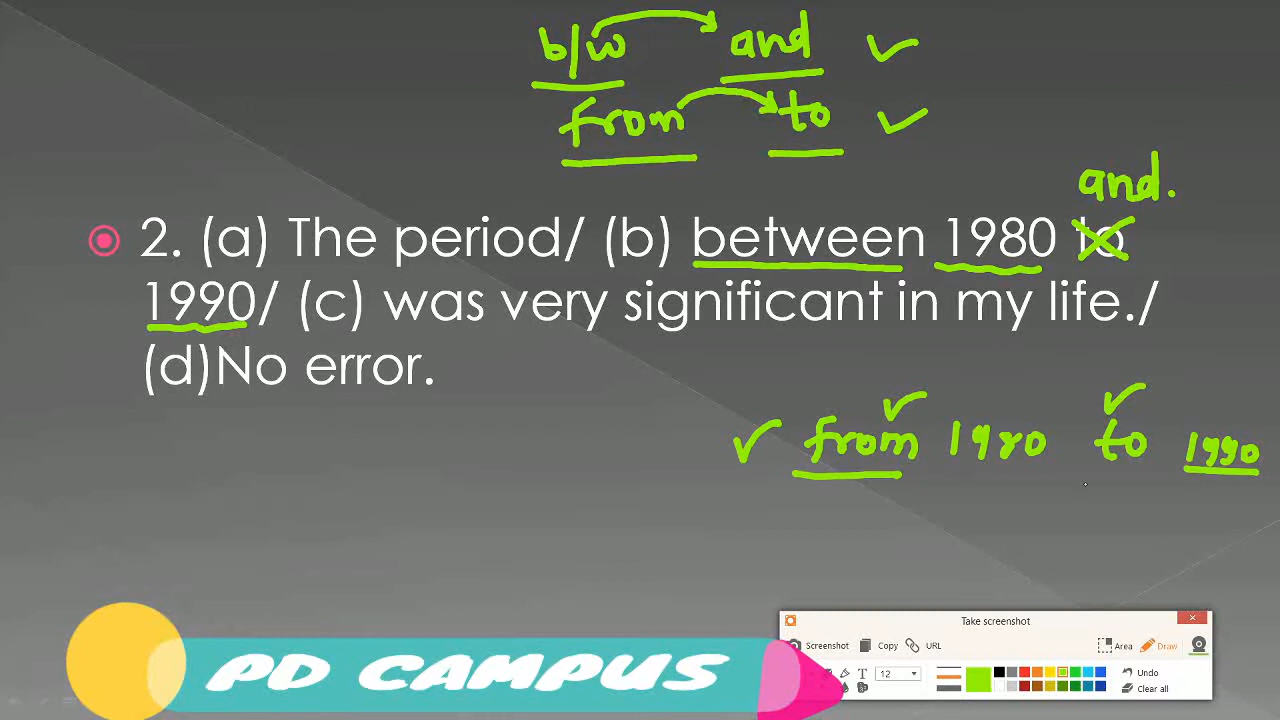 b/w and
from to
and.
2. (a) The period/ (b) between 1980 to
1990/ (c) was very significant in my life./
(d)No error.
from 1980 to 1990
Take screenshot
Screenshot Copy URL Area Draw
T 12 Undo
Clear all
PD CAMPUS